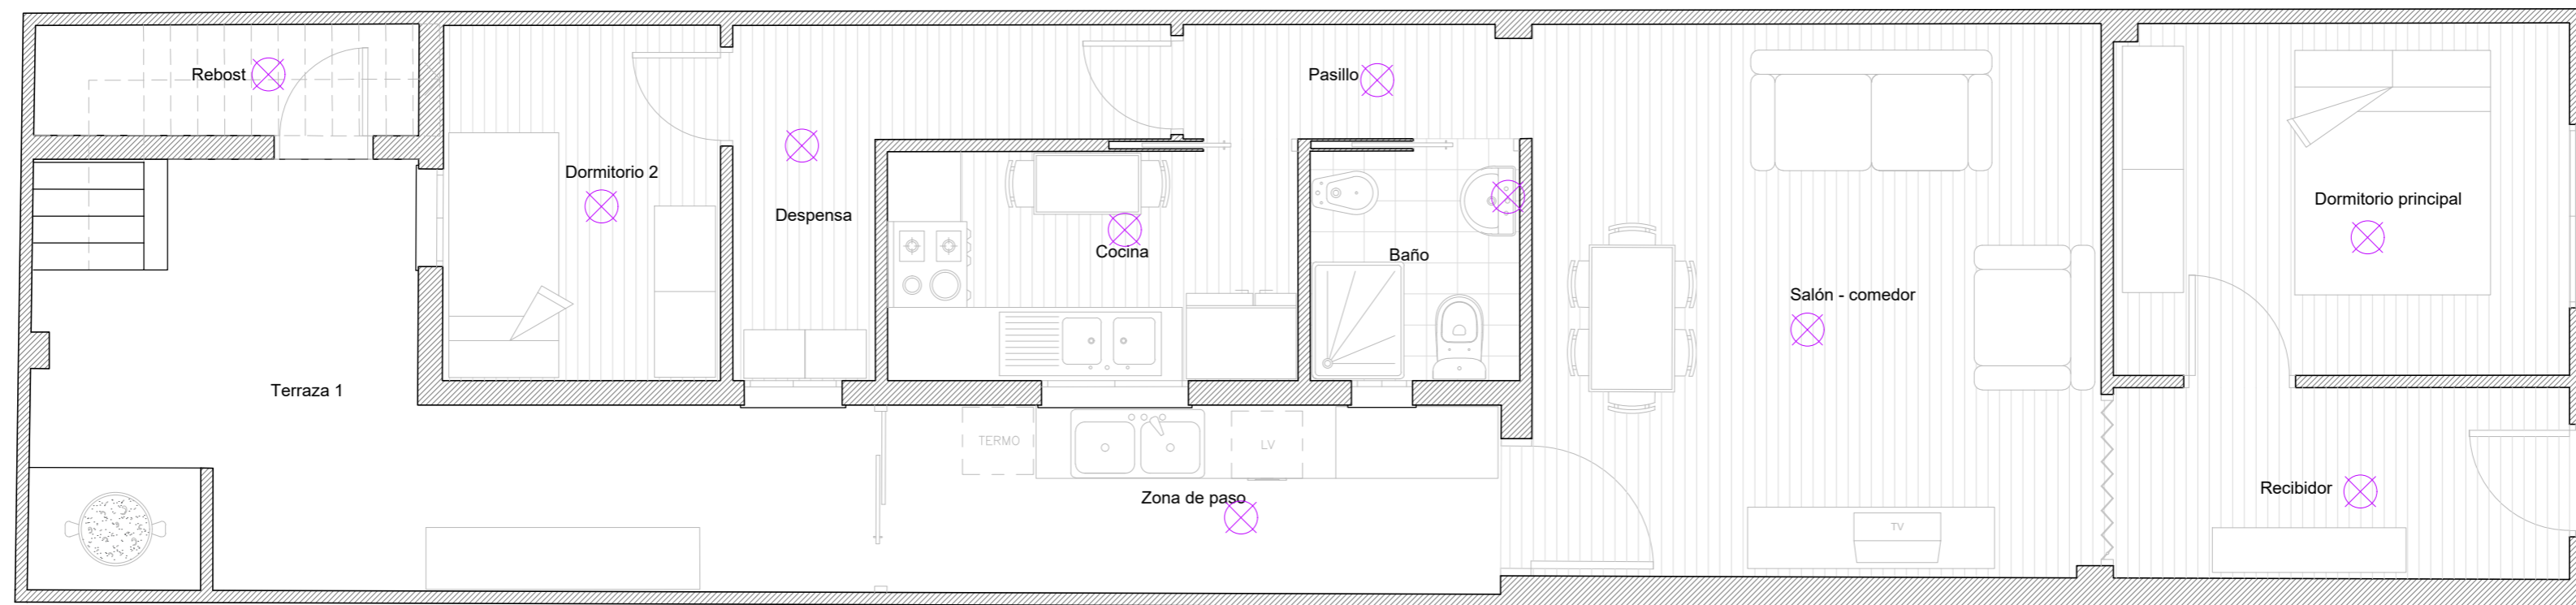 Rebost
Pasillo
Dormitorio 2
Dormitorio principal
Despensa
Cocina
Baño
Salón - comedor
Terraza 1
TERMO
LV
Zona de paso
Recibidor
TV